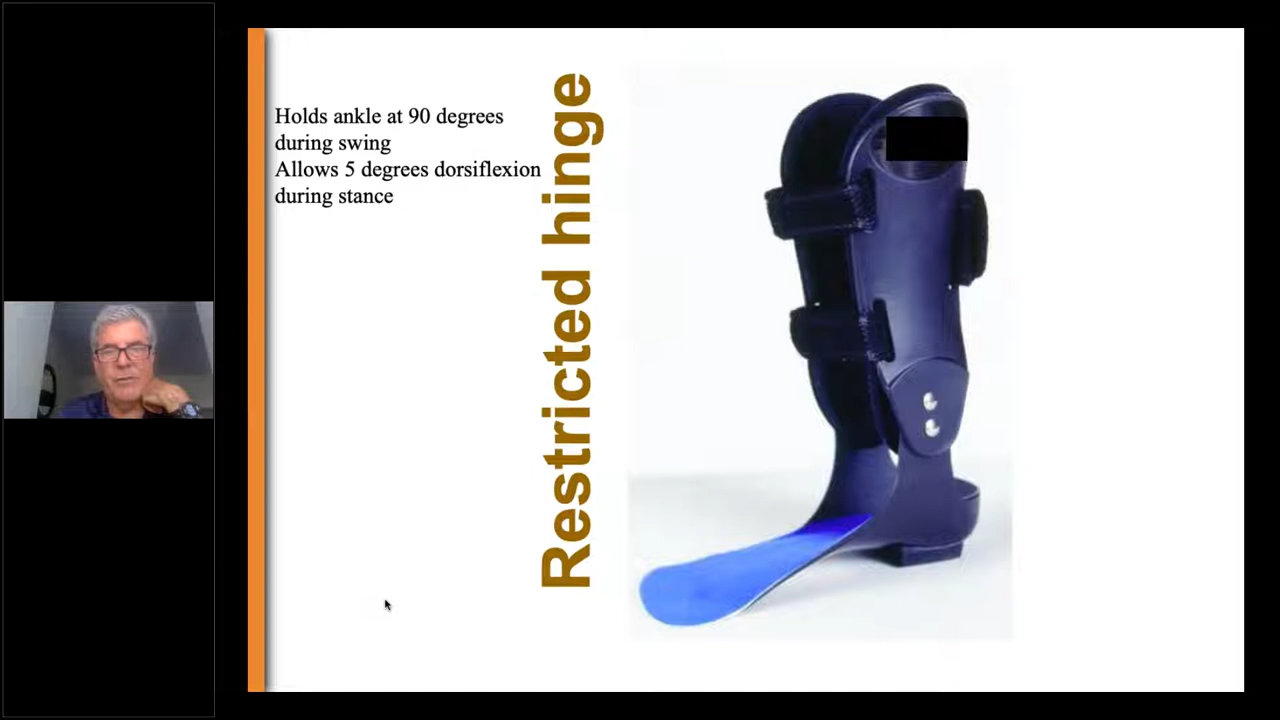 Holds ankle at 90 degrees
during swing
Allows 5 degrees dorsiflexion
during stance
Restricted hinge